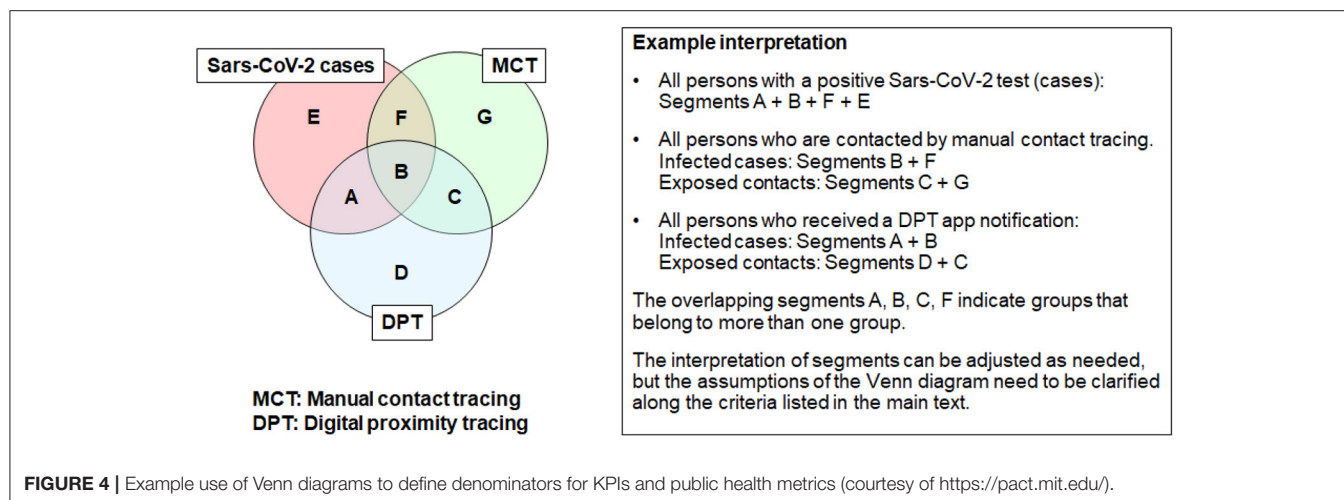 Sars-CoV-2 cases
MCT
E
F
G
B
A
C
D
DPT
MCT: Manual contact tracing
DPT: Digital proximity tracing
Example interpretation
• All persons with a positive Sars-CoV-2 test (cases):
Segments A + B + F + E
• All persons who are contacted by manual contact tracing.
Infected cases: Segments B + F
Exposed contacts: Segments C + G
• All persons who received a DPT app notification:
Infected cases: Segments A + B
Exposed contacts: Segments D + C
The overlapping segments A, B, C, F indicate groups that
belong to more than one group.
The interpretation of segments can be adjusted as needed,
but the assumptions of the Venn diagram need to be clarified
along the criteria listed in the main text.
FIGURE 4 | Example use of Venn diagrams to define denominators for KPIs and public health metrics (courtesy of https://pact.mit.edu/).